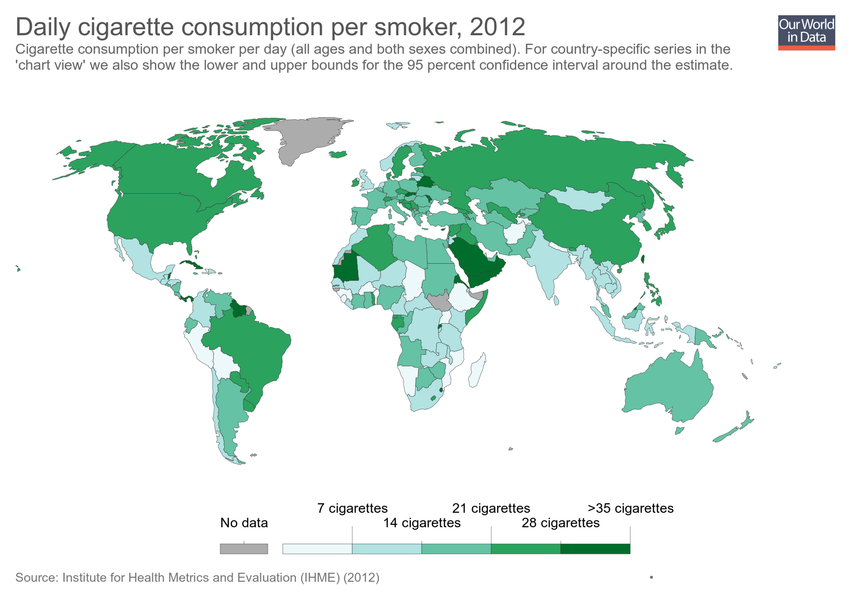 Daily cigarette consumption per smoker, 2012
Our World
in Data
Cigarette consumption per smoker per day (all ages and both sexes combined). For country-specific series in the
'chart view' we also show the lower and upper bounds for the 95 percent confidence interval around the estimate.
7 cigarettes
21 cigarettes
>35 cigarettes
No data
14 cigarettes
28 cigarettes
Source: Institute for Health Metrics and Evaluation (IHME) (2012)